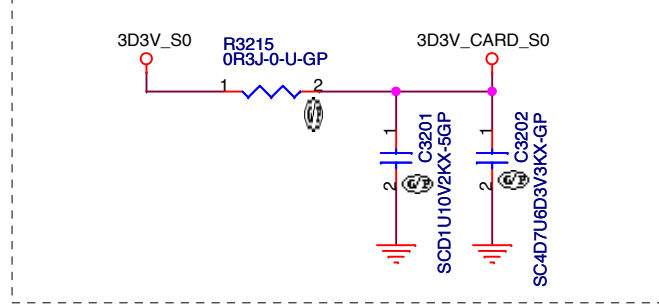 3D3V_S0
R3215
0R3J-0-U-GP
3D3V_CARD_S0
1
2
G/P
1
2
G/P
C3201
SCD1U10V2KX-5GP
1
2
G/P
C3202
SC4D7U6D3V3KX-GP